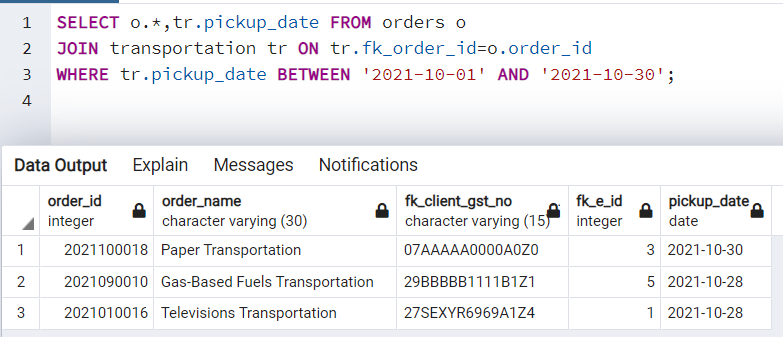 1 SELECT o.*,tr.pickup_date FROM orders o
2 JOIN transportation tr ON tr.fk_order_id=o.order_id
3 WHERE tr.pickup_date BETWEEN '2021-10-01' AND '2021-10-30';
4
Data Output Explain Messages Notifications
order_id order_name fk_client_gst_no fk_e_id pickup_date
integer character varying (30) character varying (15) integer date
1 2021100018 Paper Transportation 07AAAAA0000A0Z0 3 2021-10-30
2 2021090010 Gas-Based Fuels Transportation 29BBBBB1111B1Z1 5 2021-10-28
3 2021010016 Televisions Transportation 27SEXYR6969A1Z4 1 2021-10-28